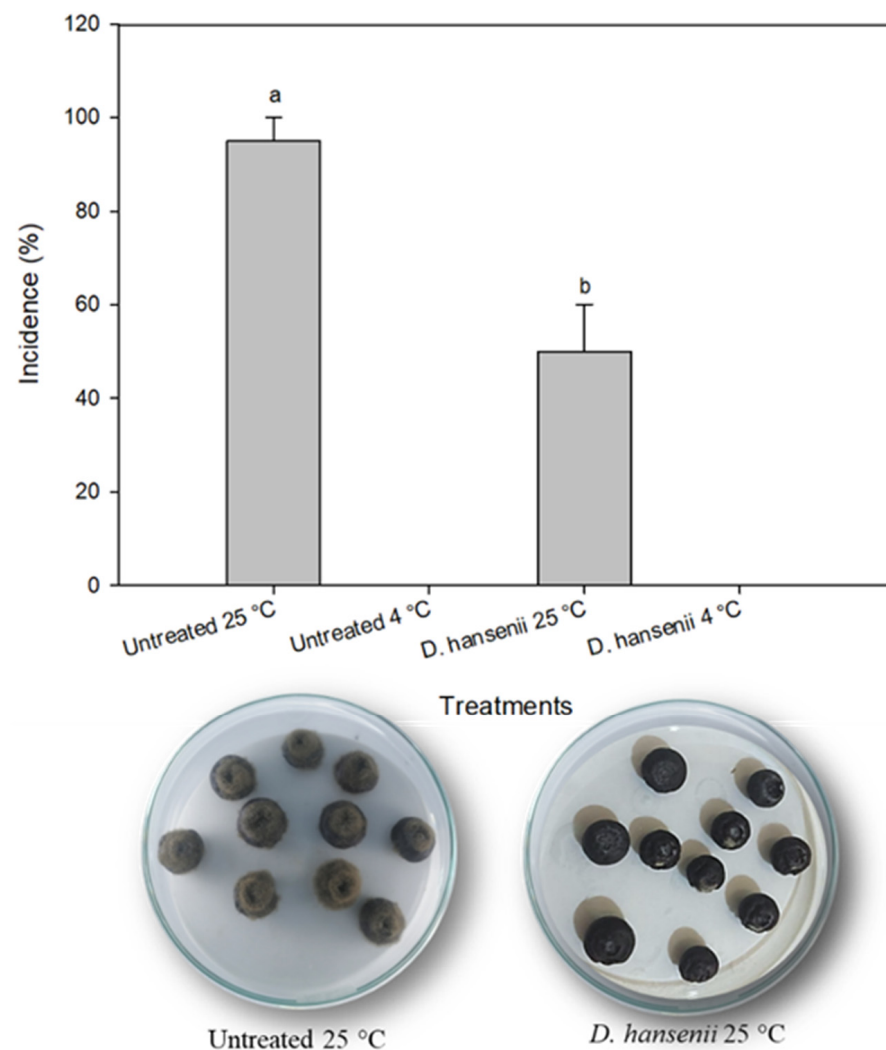 120
100
80
60
40
20
0
Incidence (%)
a
b
Untreated 25 °C
Untreated 4 °C
D. hansenii 25 °C
D. hansenii 4 °C
Treatments
Untreated 25 °C
D. hansenii 25 °C